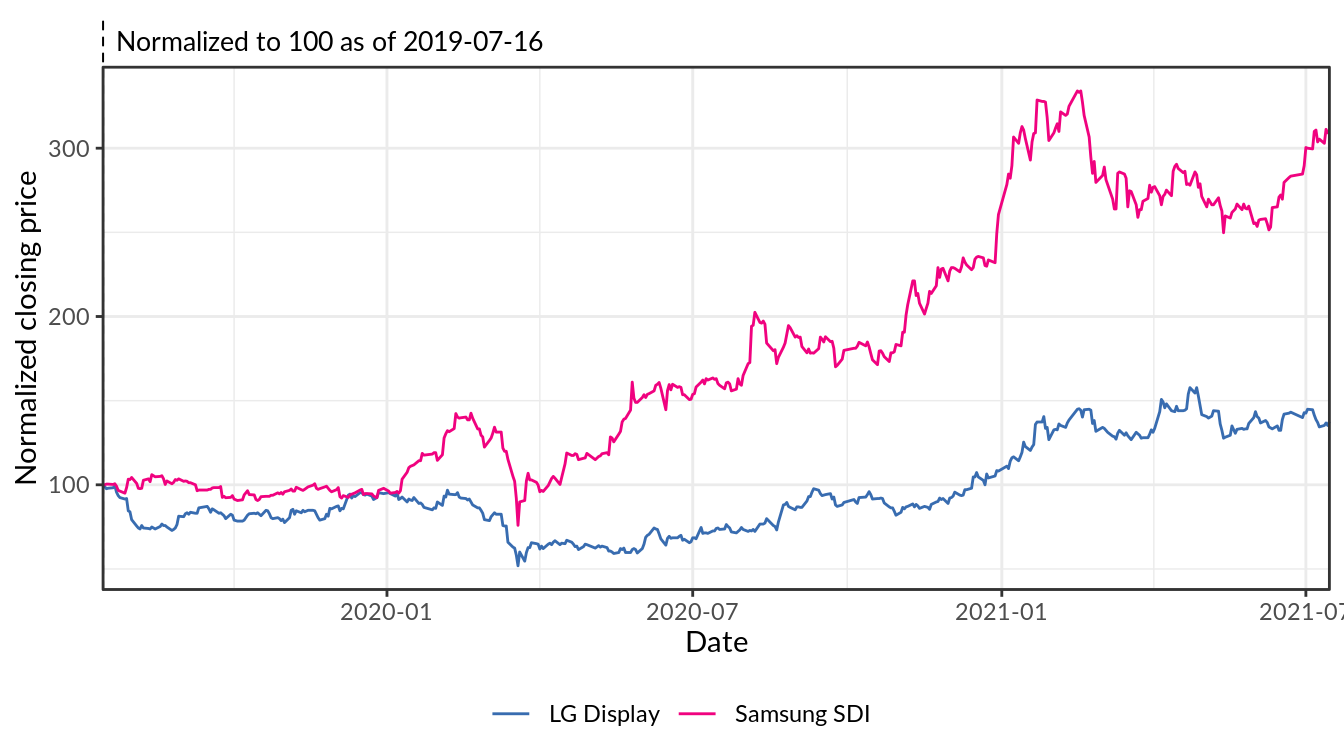 Normalized to 100 as of 2019-07-16
Normalized closing price
300
200
100
2020-01
2020-07
2021-01
2021-07
Date
LG Display
Samsung SDI